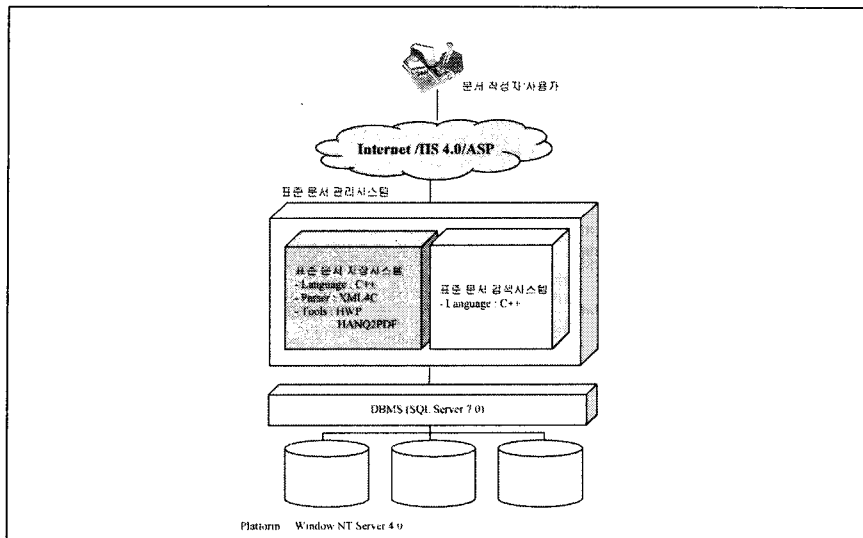 문서 작성자/사용자
Internet /IIS 4.0/ASP
표준 문서 관리시스템
표준 문서 저장시스템
- Language : C++
- Parser : XML4C
- Tools : HWP
HANQ2PDF
표준 문서 검색시스템
- Language : C++
DBMS (SQL Server 7.0)
Platform Window NT Server 4.0